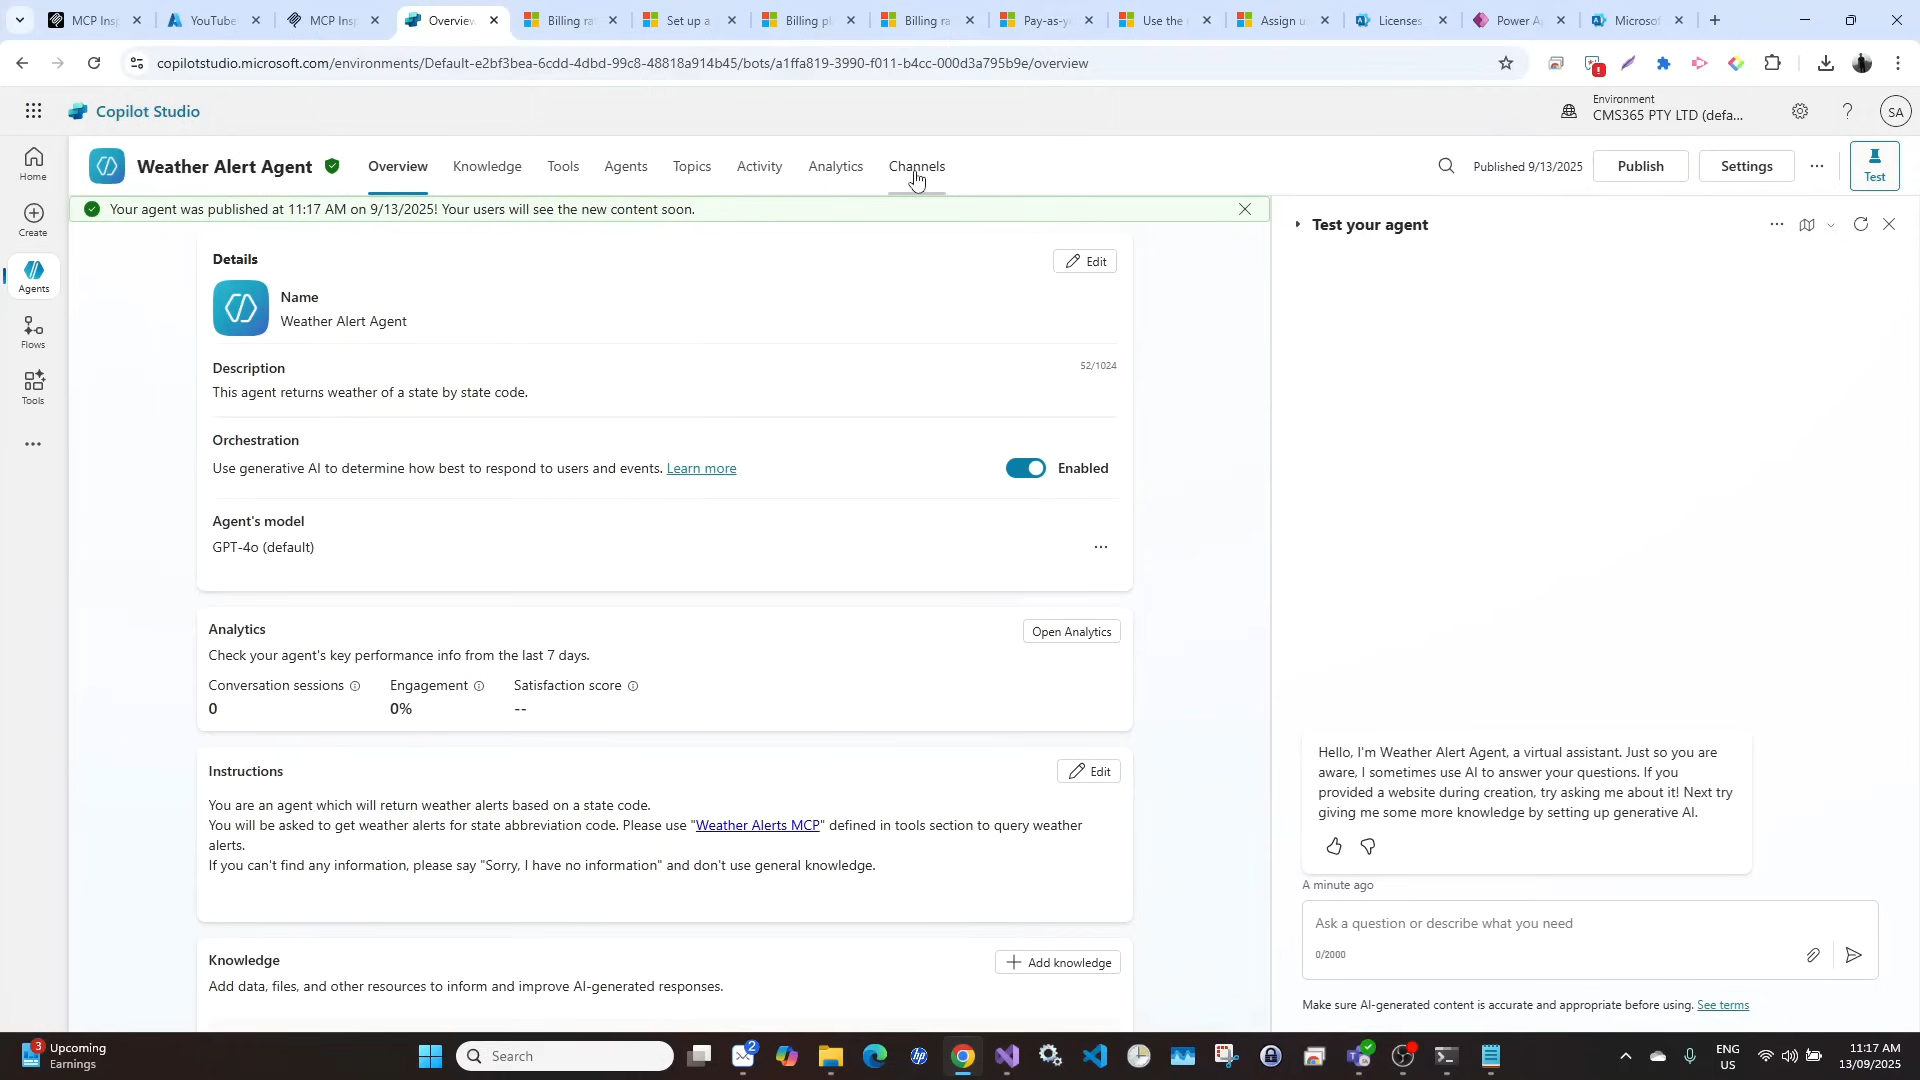 MCP Insp
YouTube
MCP Insp
Overview
Billing ra
Set up a
Billing pl
Billing ra
Pay-as-y
Use the
Assign u
Licenses
Power A
Microsof
copilotstudio.microsoft.com/environments/Default-e2bf3bea-6cdd-4dbd-99c8-48818a914b45/bots/a1ffa819-3990-f011-b4cc-000d3a795b9e/overview
Copilot Studio
Environment
CMS365 PTY LTD (defa...
SA
Home
Create
Agents
Flows
Tools
Weather Alert Agent
Overview
Knowledge
Tools
Agents
Topics
Activity
Analytics
Channels
Published 9/13/2025
Publish
Settings
Test
Your agent was published at 11:17 AM on 9/13/2025! Your users will see the new content soon.
Details
Edit
Name
Weather Alert Agent
Description
52/1024
This agent returns weather of a state by state code.
Orchestration
Use generative AI to determine how best to respond to users and events. Learn more
Enabled
Agent's model
GPT-4o (default)
Analytics
Open Analytics
Check your agent's key performance info from the last 7 days.
Conversation sessions
Engagement
Satisfaction score
0
0%
--
Instructions
Edit
You are an agent which will return weather alerts based on a state code.
You will be asked to get weather alerts for state abbreviation code. Please use "Weather Alerts MCP" defined in tools section to query weather
alerts.
If you can't find any information, please say "Sorry, I have no information" and don't use general knowledge.
Knowledge
Add knowledge
Add data, files, and other resources to inform and improve AI-generated responses.
Test your agent
Hello, I'm Weather Alert Agent, a virtual assistant. Just so you are
aware, I sometimes use AI to answer your questions. If you
provided a website during creation, try asking me about it! Next try
giving me some more knowledge by setting up generative AI.
A minute ago
Ask a question or describe what you need
0/2000
Make sure AI-generated content is accurate and appropriate before using. See terms
3
Upcoming
Earnings
Search
2
ENG
US
11:17 AM
13/09/2025